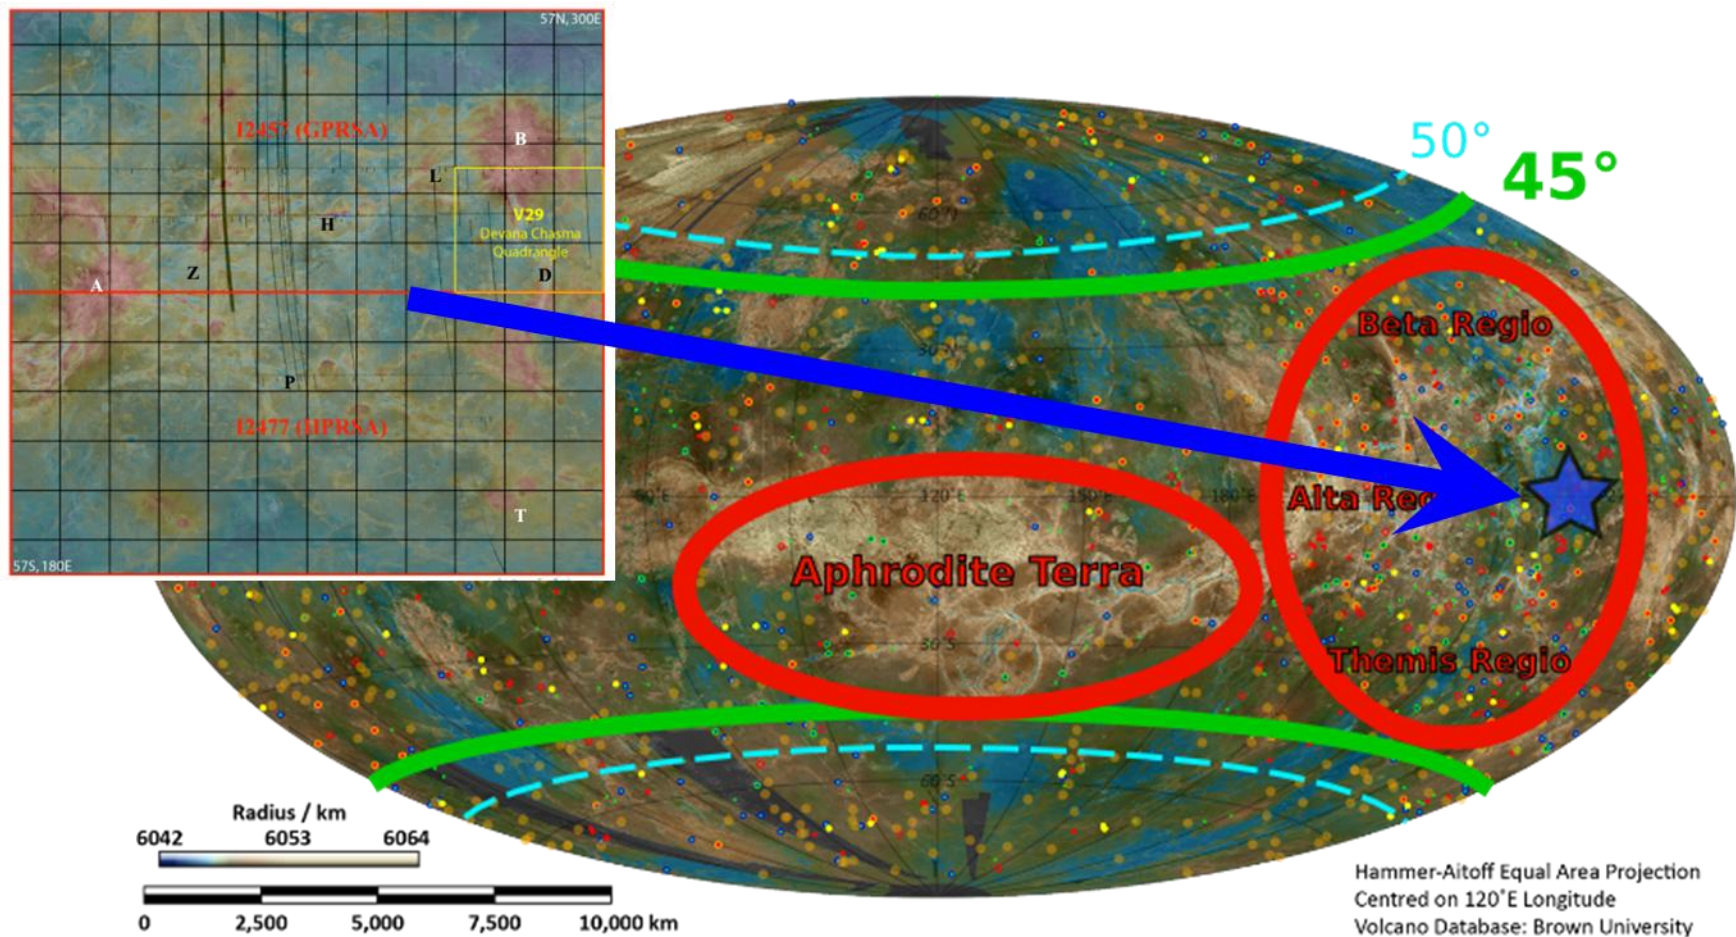 57N, 300E
I2457 (GPRSA)
B
L
V29
Devana Chasma
Quadrangle
H
Z
D
A
P
I2477 (HPRSA)
T
57S, 180E
50°
45°
60°N
Beta Regio
120°E
150°E
180°E
Alta Reg
Aphrodite Terra
30°S
Themis Regio
60°S
Radius / km
6042 6053 6064
0 2,500 5,000 7,500 10,000 km
Hammer-Aitoff Equal Area Projection
Centred on 120°E Longitude
Volcano Database: Brown University